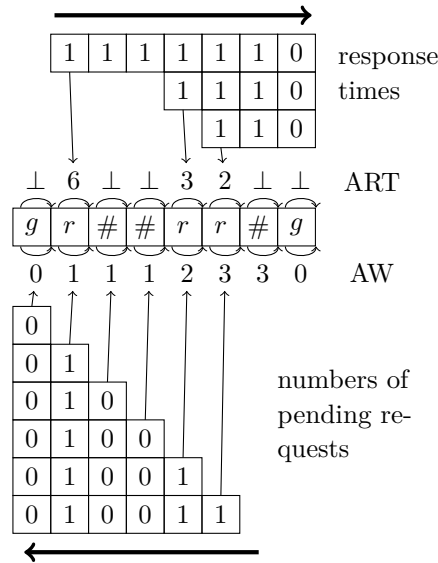 1 1 1 1 1 1 0 response
1 1 1 0 times
1 1 0
⊥ 6 ⊥ ⊥ 3 2 ⊥ ⊥ ART
g r # # r r # g
0 1 1 1 2 3 3 0 AW
0
0 1
0 1 0 numbers of
0 1 0 0 pending re-
0 1 0 0 1 quests
0 1 0 0 1 1